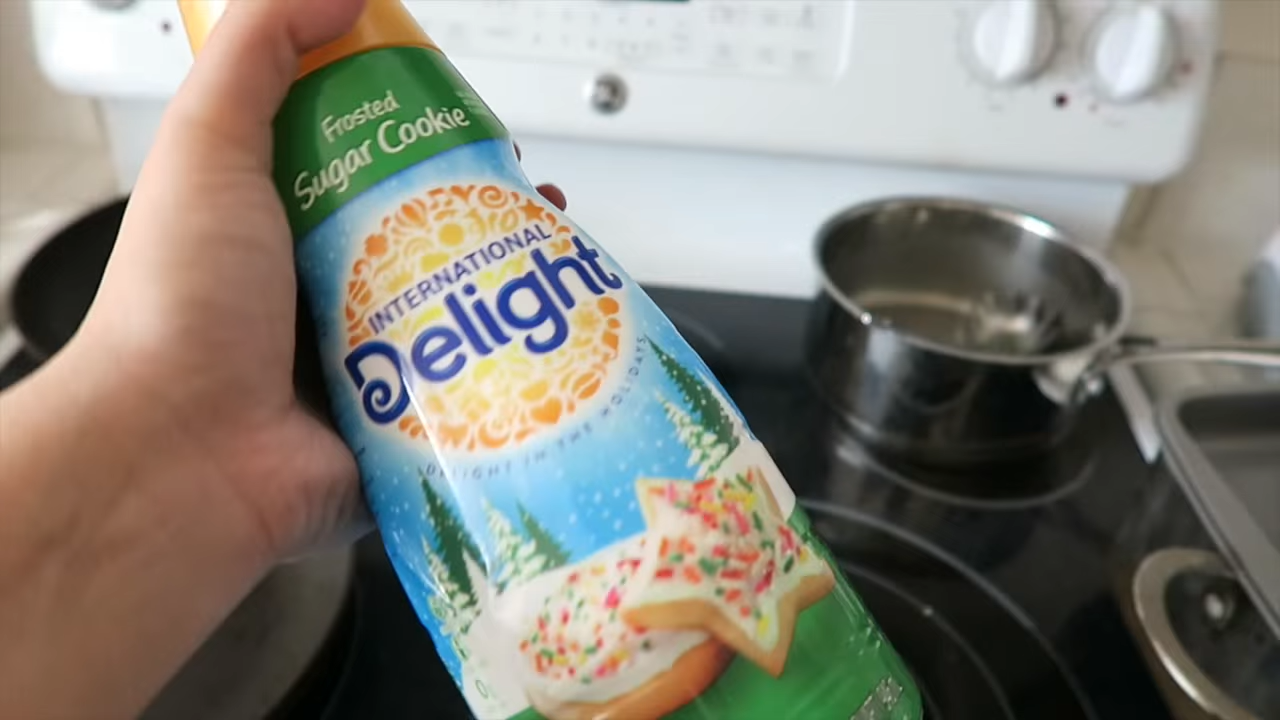 Frosted
Sugar Cookie
INTERNATIONAL
Delight
DELIGHT IN THE HOLIDAYS